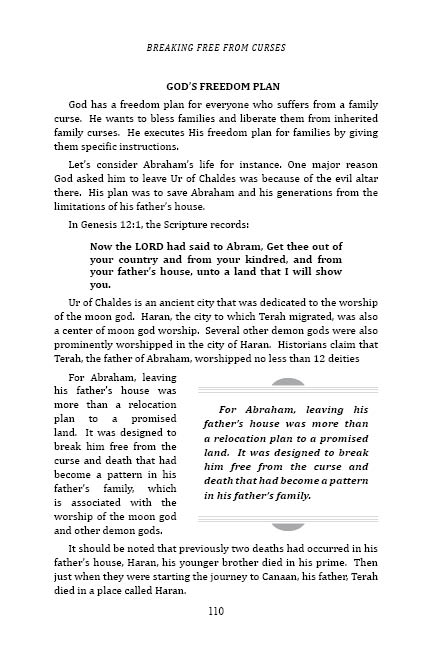 BREAKING FREE FROM CURSES
GOD'S FREEDOM PLAN
God has a freedom plan for everyone who suffers from a family
curse. He wants to bless families and liberate them from inherited
family curses. He executes His freedom plan for families by giving
them specific instructions.
Let's consider Abraham's life for instance. One major reason
God asked him to leave Ur of Chaldes was because of the evil altar
there. His plan was to save Abraham and his generations from the
limitations of his father's house.
In Genesis 12:1, the Scripture records:
Now the LORD had said to Abram, Get thee out of
your country and from your kindred, and from
your father's house, unto a land that I will show
you.
Ur of Chaldes is an ancient city that was dedicated to the worship
of the moon god. Haran, the city to which Terah migrated, was also
a center of moon god worship. Several other demon gods were also
prominently worshipped in the city of Haran. Historians claim that
Terah, the father of Abraham, worshipped no less than 12 deities
For Abraham, leaving
his father's house was
more than a relocation
plan to a promised
land. It was designed to
break him free from the
curse and death that had
become a pattern in his
father's family, which
is associated with the
worship of the moon god
and other demon gods.
For Abraham, leaving his
father's house was more than
a relocation plan to a promised
land. It was designed to break
him free from the curse and
death that had become a pattern
in his father's family.
It should be noted that previously two deaths had occurred in his
father's house, Haran, his younger brother died in his prime. Then
just when they were starting the journey to Canaan, his father, Terah
died in a place called Haran.
110